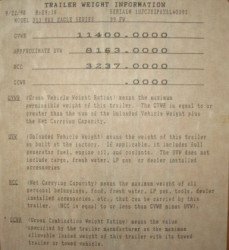 TRAILER WEIGHT INFORMATION
MODEL EAGLE SERIES
GVWR 11400.0000
APPROXIMATE UVW 8163.0000
NCC 3237.0000
GCWR .0000
GVWR (Gross Vehicle Weight Rating) means the maximum
permissible weight of this trailer. The GVWR is equal to or
greater than the sum of the Unloaded Vehicle Weight plus
the Net Carrying Capacity.
UVW (Unloaded Vehicle Weight) means the weight of this trailer
as built at the factory. If applicable, it includes full
generator fuel, engine oil, and coolants. The UVW does not
include cargo, fresh water, LP gas, or dealer installed
accessories
NCC (Net Carrying Capacity) means the maximum weight of all
personal belongings, food, fresh water, LP gas, tools, dealer
installed accessories, etc., that can be carried by this
trailer. (NCC is equal to or less than GVWR minus UVW)
GCWR (Gross Combination Weight Rating) means the value
specified by the trailer manufacturer as the maximum
allowable loaded weight of this trailer with its towed
trailer or towed vehicle.